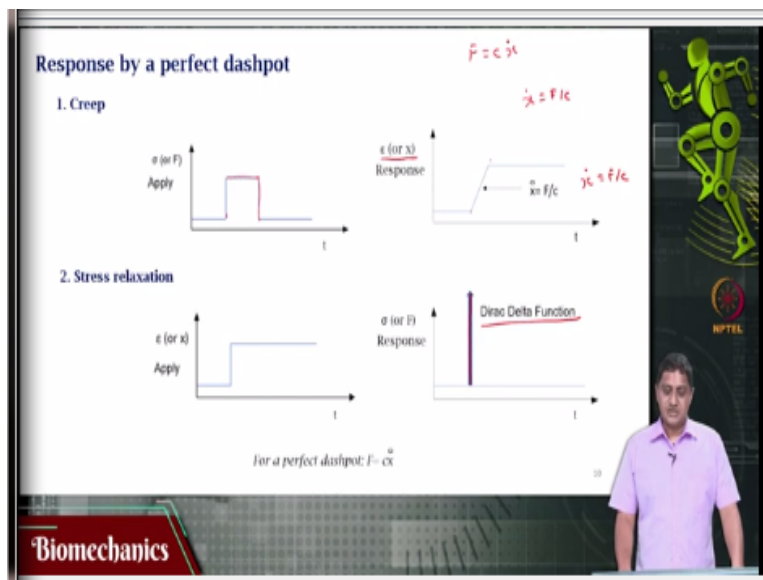 Response by a perfect dashpot
F = cẋ
ẋ = F/c
1. Creep
σ (or F)
Apply
t
ε (or x)
Response
ẋ= F/c
ẋ = F/c
t
2. Stress relaxation
ε (or x)
Apply
t
σ (or F)
Response
Dirac Delta Function
t
For a perfect dashpot: F= cẋ
NPTEL
Biomechanics